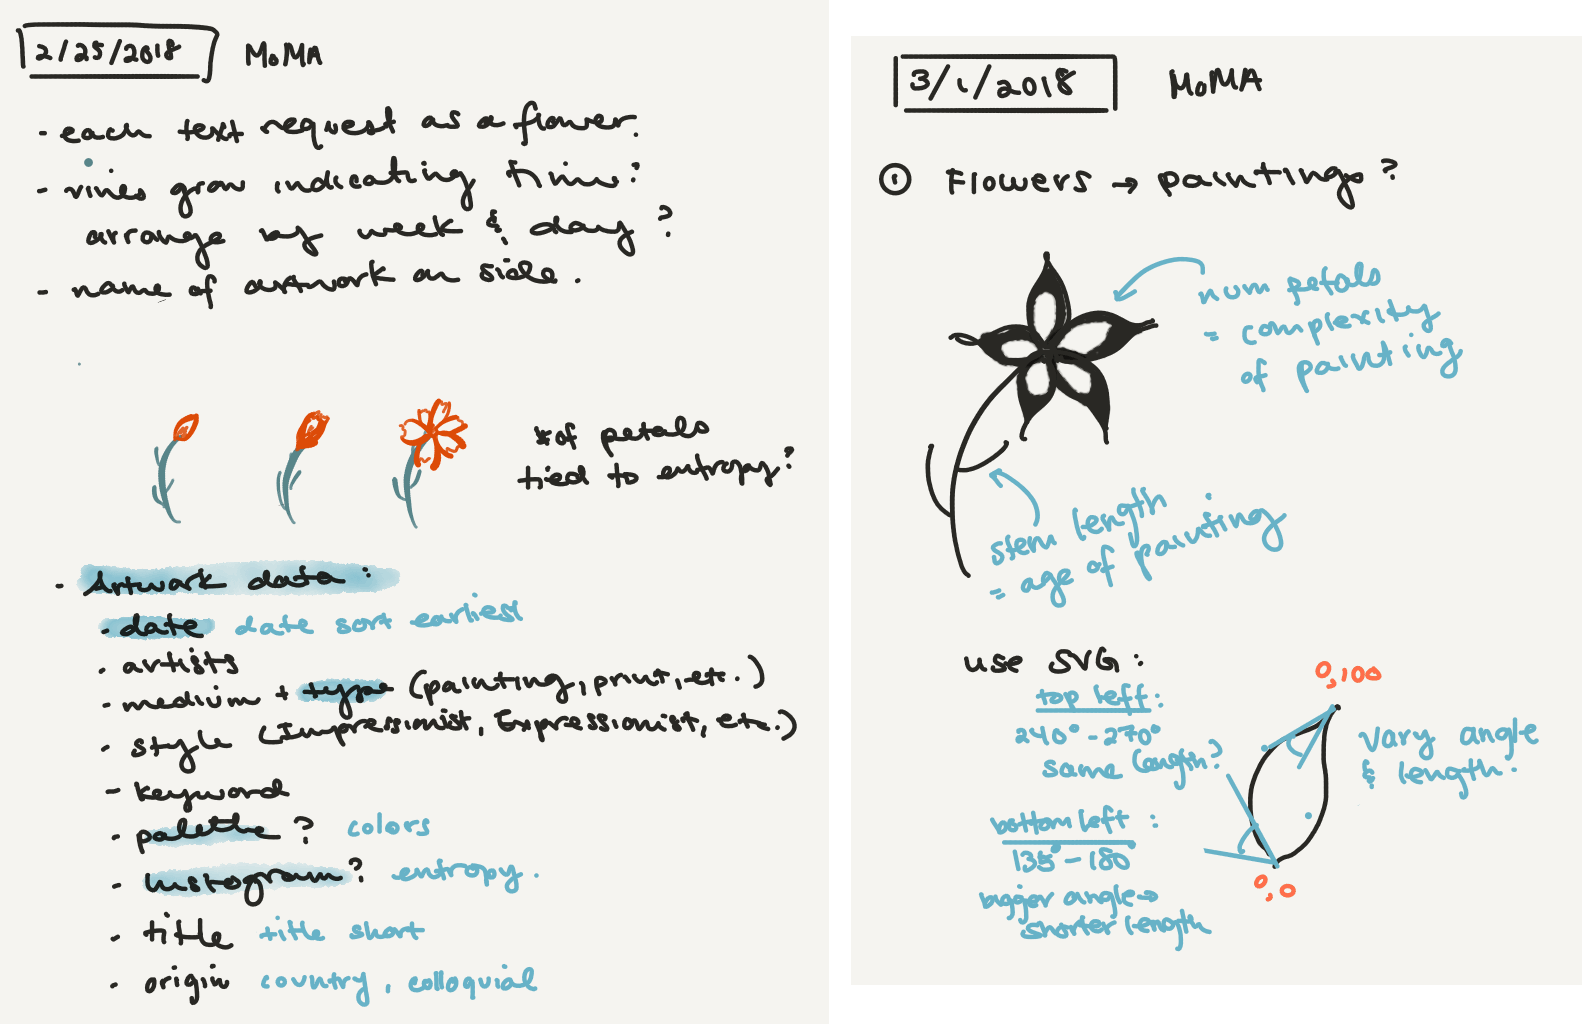 2/25/2018 MoMA
- each text request as a flower.
- vines grow indicating time?
arrange by week & day?
- name of artwork on side.
# of petals
tied to entropy?
- Artwork data:
- date date sort earliest
- artists
- medium + type (painting, print, etc.)
- style (Impressionist, Expressionist, etc.)
- keyword
- palette? colors
- histogram? entropy.
- title title short
- origin country, colloquial
3/1/2018 MoMA
① Flowers → paintings?
num petals
= complexity
of painting
stem length
= age of painting
use SVG:
top left:
240° - 270°
same length?
bottom left:
135° - 180°
bigger angle →
shorter length
0,100
vary angle
& length.
0,0